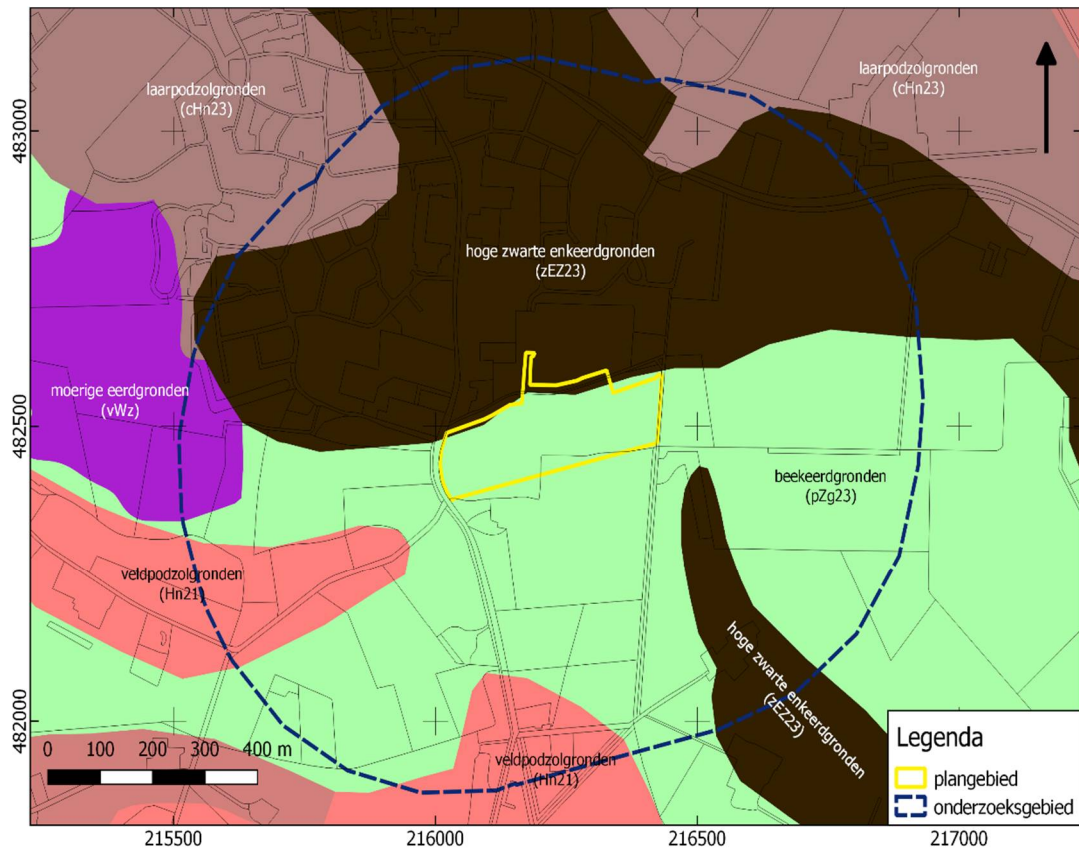 laarpodzolgronden
(cHn23)
laarpodzolgronden
(cHn23)
483000
hoge zwarte enkeerdgronden
(zEZ23)
moerige eerdgronden
(vWz)
482500
beekeerdgronden
(pZg23)
veldpodzolgronden
(Hn21)
hoge zwarte enkeerdgronden
(zEZ23)
482000
veldpodzolgronden
(Hn21)
0 100 200 300 400 m
Legenda
plangebied
onderzoeksgebied
215500 216000 216500 217000